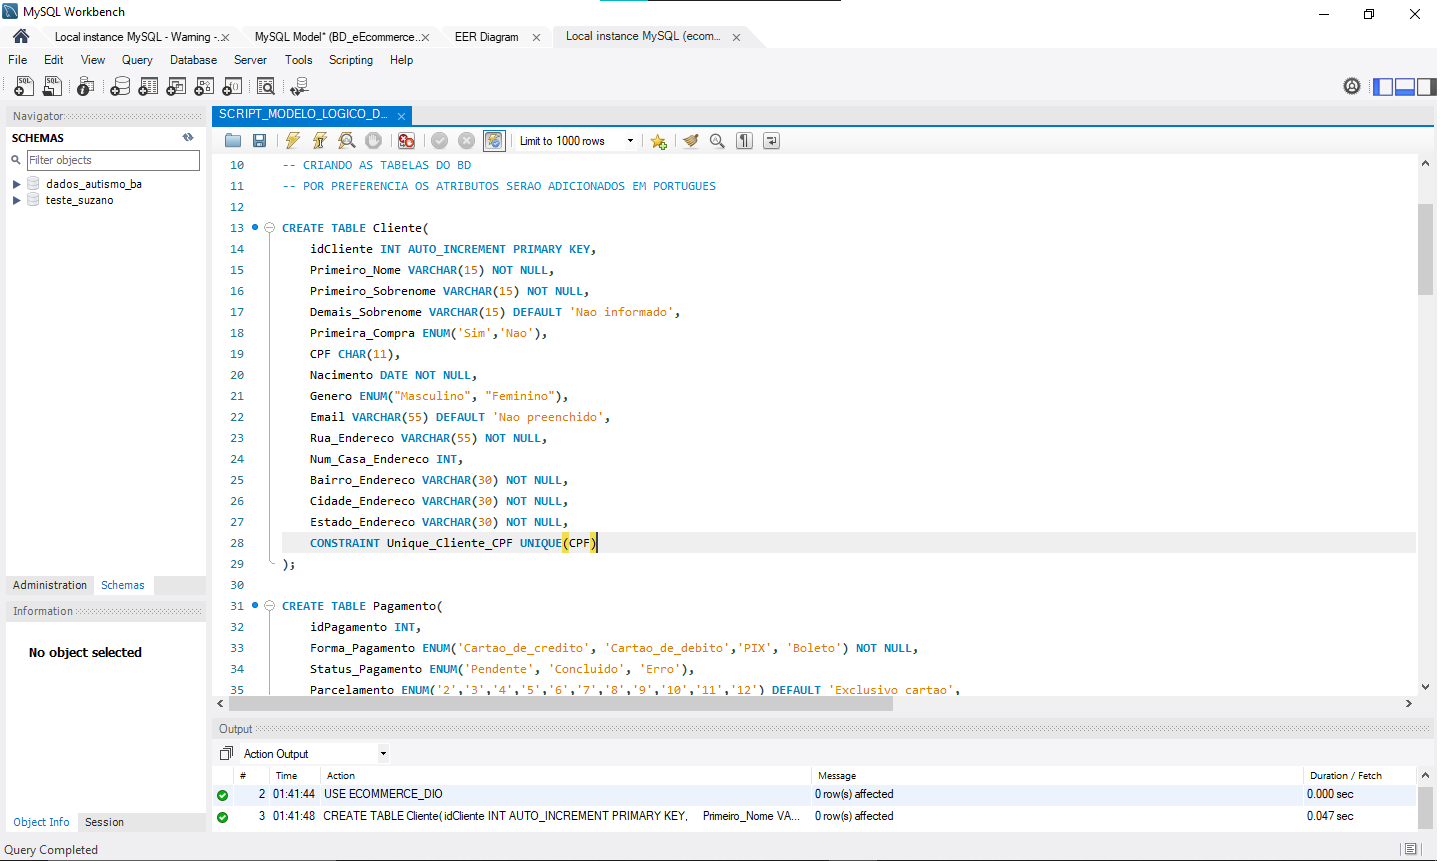 MySQL Workbench
Local instance MySQL - Warning -...
MySQL Model* (BD_eEcommerce...
EER Diagram
Local instance MySQL (ecom...
File Edit View Query Database Server Tools Scripting Help
Navigator
SCHEMAS
Filter objects
dados_autismo_ba
teste_suzano
Administration Schemas
Information
No object selected
Object Info Session
SCRIPT_MODELO_LOGICO_D...
Limit to 1000 rows
10 -- CRIANDO AS TABELAS DO BD
11 -- POR PREFERENCIA OS ATRIBUTOS SERAO ADICIONADOS EM PORTUGUES
12
13 CREATE TABLE Cliente(
14 idCliente INT AUTO_INCREMENT PRIMARY KEY,
15 Primeiro_Nome VARCHAR(15) NOT NULL,
16 Primeiro_Sobrenome VARCHAR(15) NOT NULL,
17 Demais_Sobrenome VARCHAR(15) DEFAULT 'Nao informado',
18 Primeira_Compra ENUM('Sim','Nao'),
19 CPF CHAR(11),
20 Nacimento DATE NOT NULL,
21 Genero ENUM("Masculino", "Feminino"),
22 Email VARCHAR(55) DEFAULT 'Nao preenchido',
23 Rua_Endereco VARCHAR(55) NOT NULL,
24 Num_Casa_Endereco INT,
25 Bairro_Endereco VARCHAR(30) NOT NULL,
26 Cidade_Endereco VARCHAR(30) NOT NULL,
27 Estado_Endereco VARCHAR(30) NOT NULL,
28 CONSTRAINT Unique_Cliente_CPF UNIQUE(CPF)
29 );
30
31 CREATE TABLE Pagamento(
32 idPagamento INT,
33 Forma_Pagamento ENUM('Cartao_de_credito', 'Cartao_de_debito','PIX', 'Boleto') NOT NULL,
34 Status_Pagamento ENUM('Pendente', 'Concluido', 'Erro'),
35 Parcelamento ENUM('2','3','4','5','6','7','8','9','10','11','12') DEFAULT 'Exclusivo cartao',
Output
Action Output
# Time Action Message Duration / Fetch
2 01:41:44 USE ECOMMERCE_DIO 0 row(s) affected 0.000 sec
3 01:41:48 CREATE TABLE Cliente( idCliente INT AUTO_INCREMENT PRIMARY KEY, Primeiro_Nome VA... 0 row(s) affected 0.047 sec
Query Completed